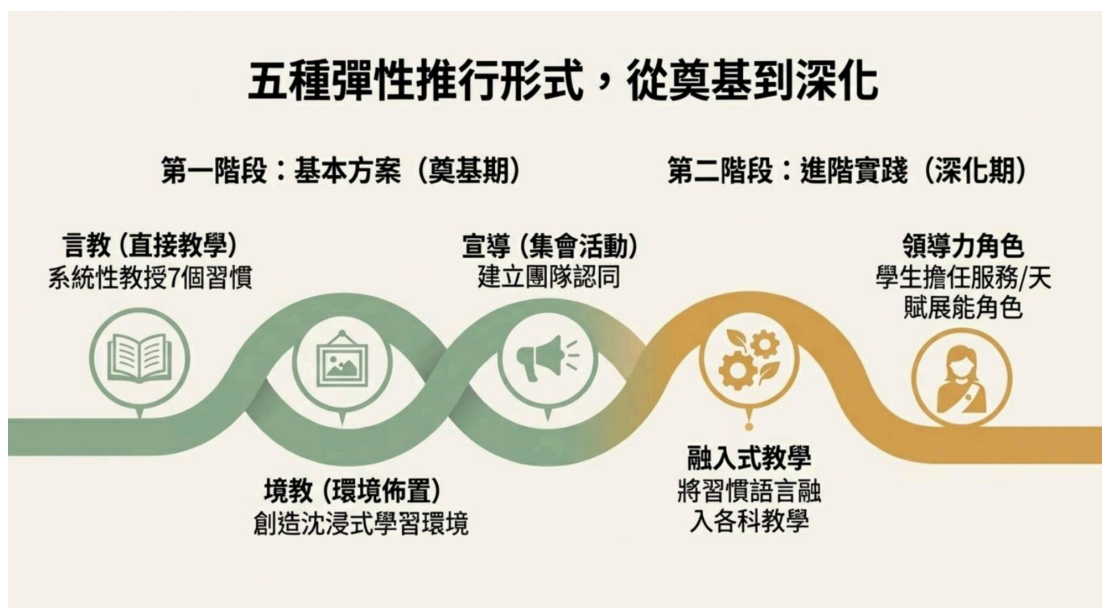 五種彈性推行形式，從奠基到深化
第一階段：基本方案（奠基期）
第二階段：進階實踐（深化期）
言教（直接教學）
系統性教授7個習慣
境教（環境佈置）
創造沈浸式學習環境
宣導（集會活動）
建立團隊認同
融入式教學
將習慣語言融
入各科教學
領導力角色
學生擔任服務/天
賦展能角色